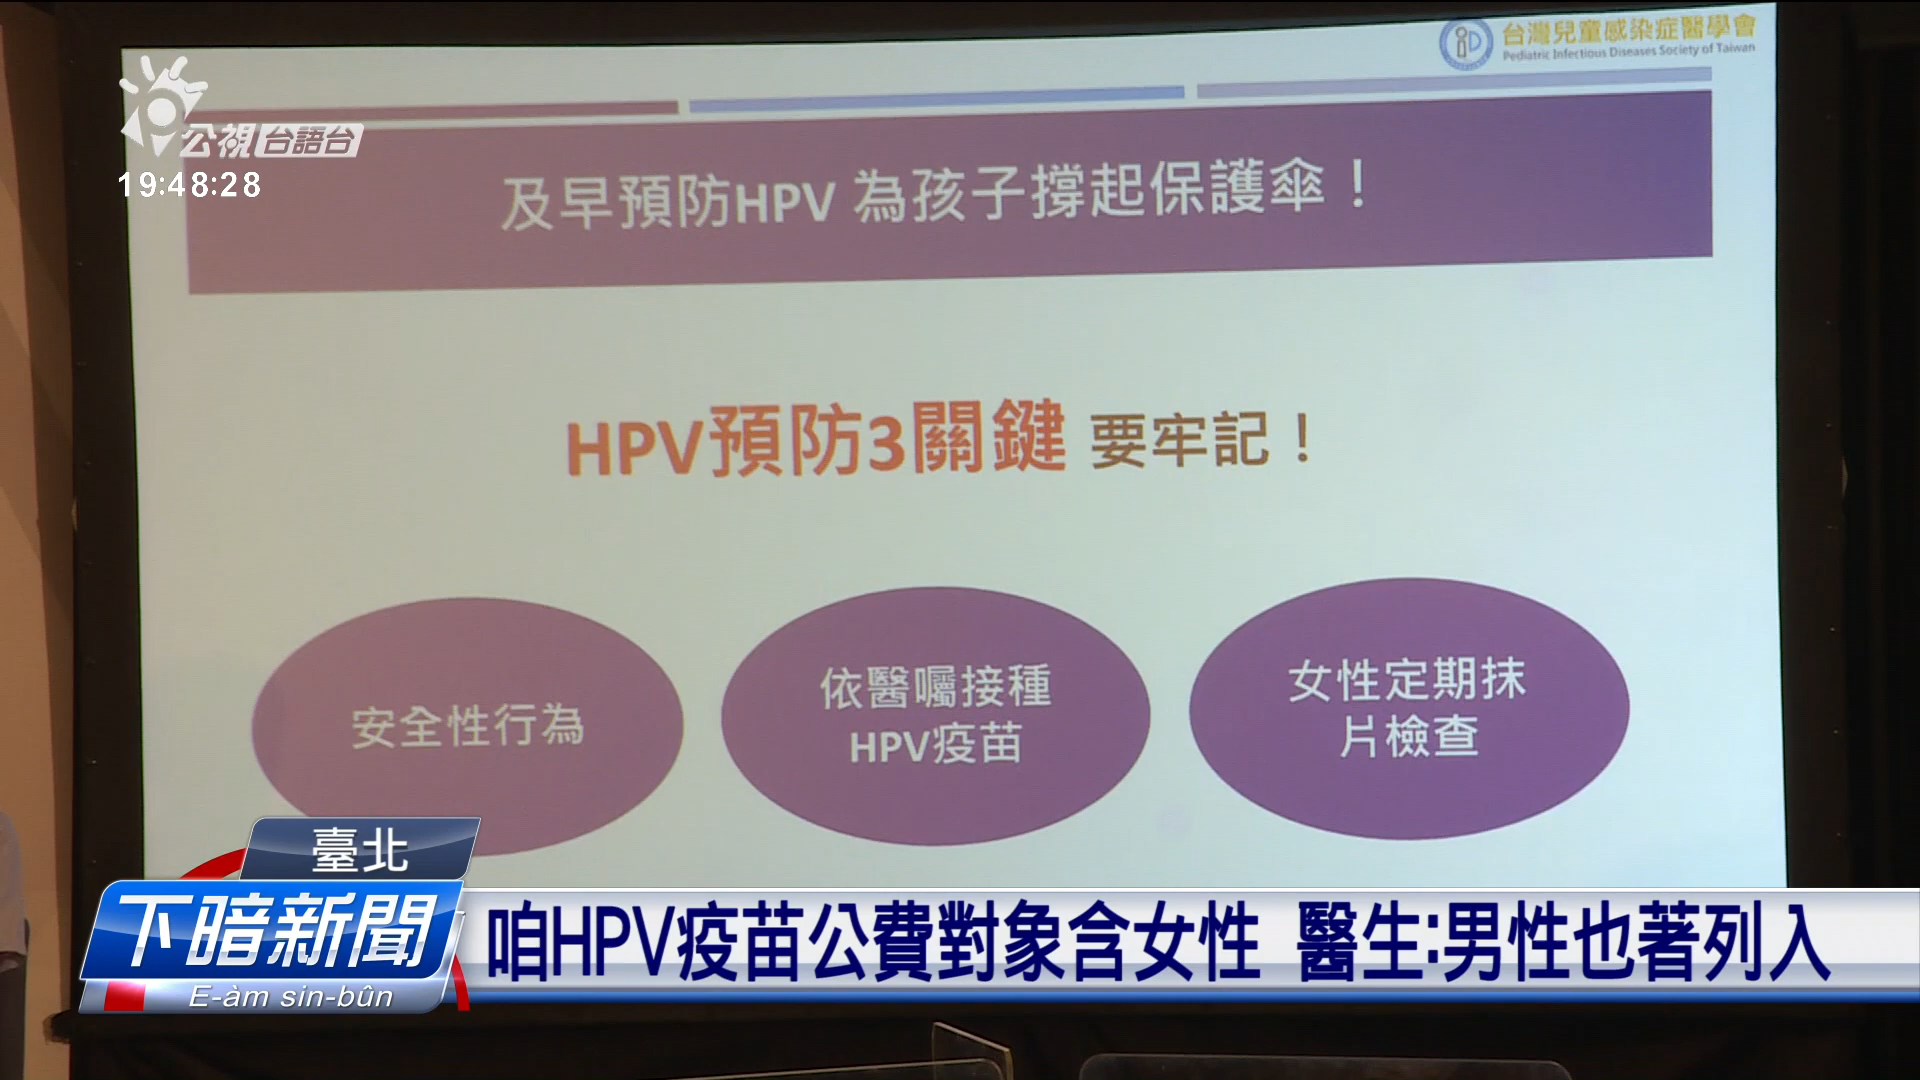 台灣兒童感染症醫學會
Pediatric Infectious Diseases Society of Taiwan
公視台語台
19:48:28
及早預防HPV 為孩子撐起保護傘！
HPV預防3關鍵 要牢記！
安全性行為
依醫囑接種
HPV疫苗
女性定期抹
片檢查
臺北
下暗新聞
E-àm sin-bûn
咱HPV疫苗公費對象含女性 醫生:男性也著列入